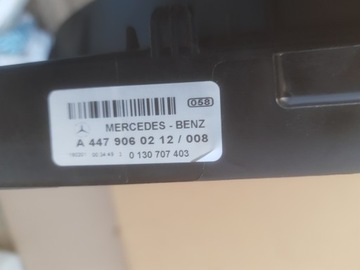 058
MERCEDES - BENZ
A 447 906 02 12 / 008
0 130 707 403